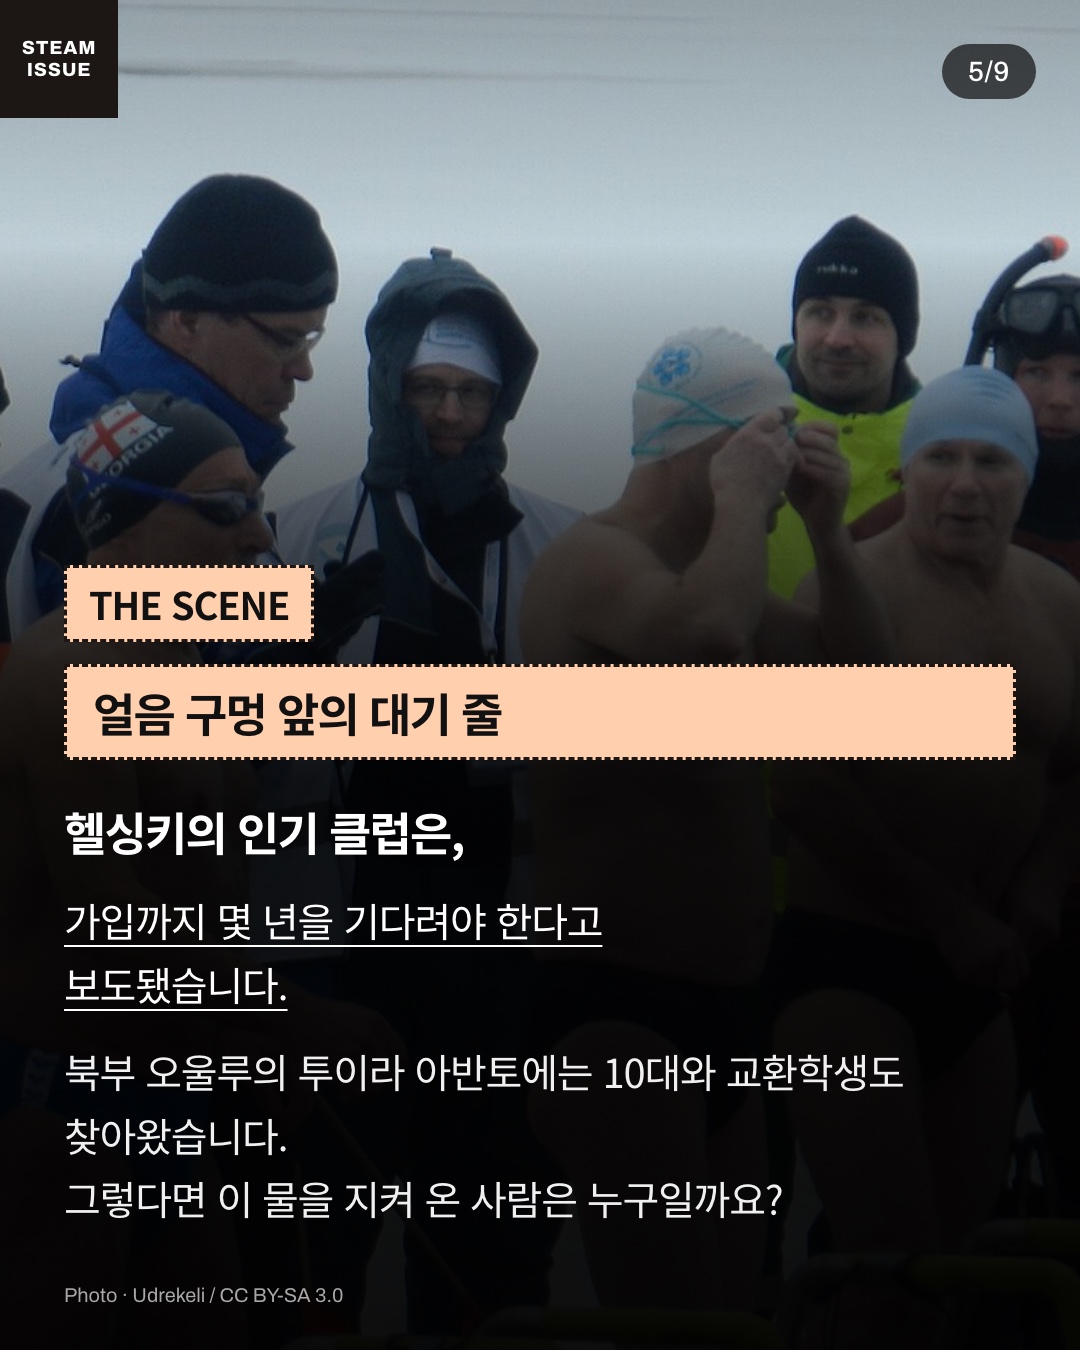 STEAM
ISSUE
5/9
rukka
GEORGIA
THE SCENE
얼음 구멍 앞의 대기 줄
헬싱키의 인기 클럽은,
가입까지 몇 년을 기다려야 한다고
보도됐습니다.
북부 오울루의 투이라 아반토에는 10대와 교환학생도
찾아왔습니다.
그렇다면 이 물을 지켜 온 사람은 누구일까요?
Photo · Udrekeli / CC BY-SA 3.0